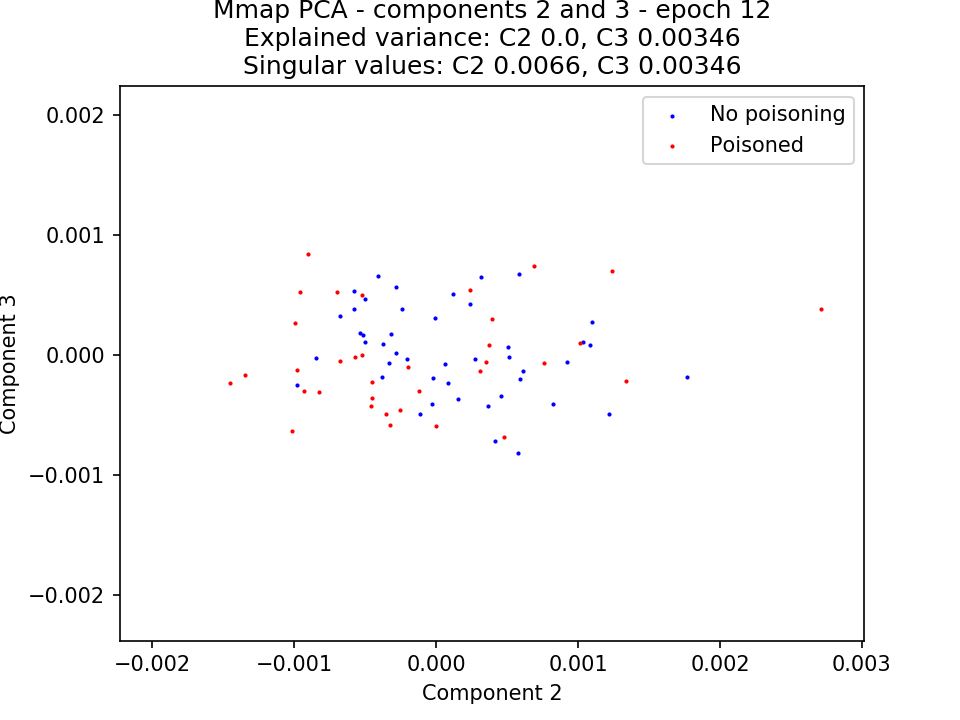 Mmap PCA - components 2 and 3 - epoch 12
Explained variance: C2 0.0, C3 0.00346
Singular values: C2 0.0066, C3 0.00346
No poisoning
Poisoned
0.002
0.001
0.000
−0.001
−0.002
Component 3
−0.002
−0.001
0.000
0.001
0.002
0.003
Component 2